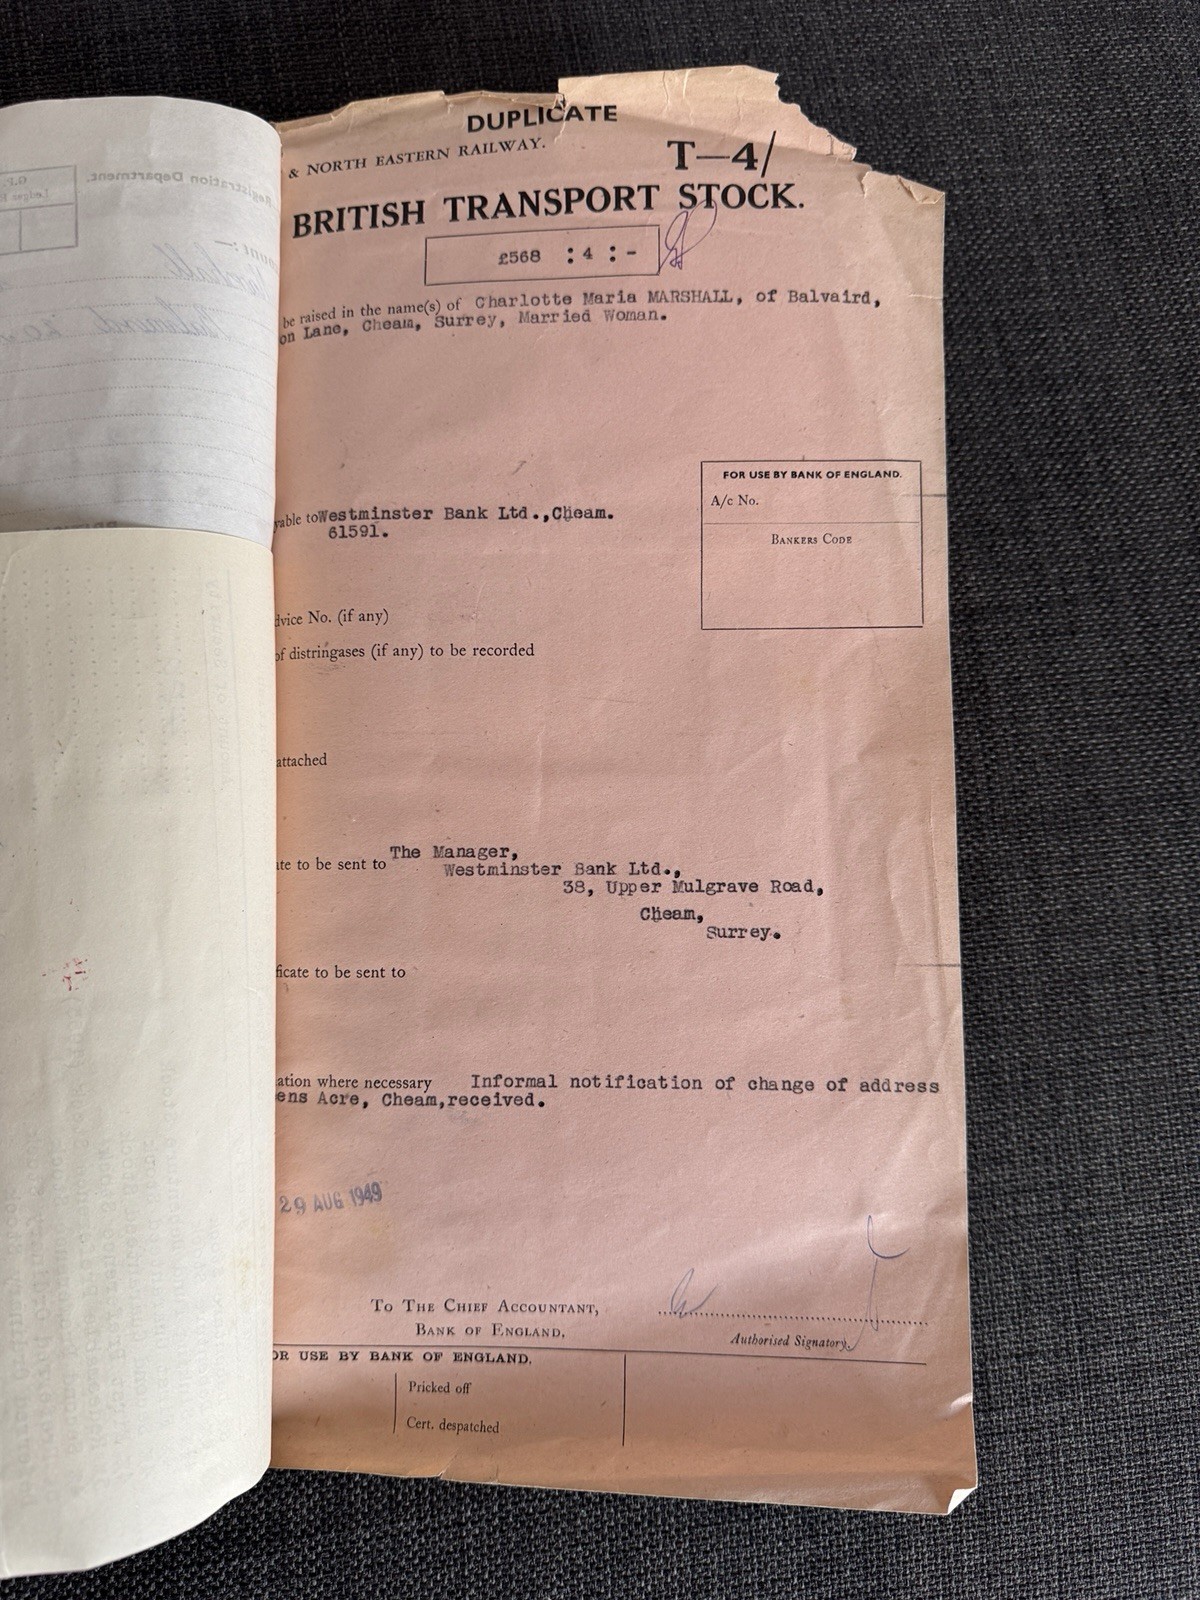 DUPLICATE
& NORTH EASTERN RAILWAY.
T—4/
BRITISH TRANSPORT STOCK.
£568 : 4 : -
be raised in the name(s) of Charlotte Maria MARSHALL, of Balvaird,
on Lane, Cheam, Surrey, Married Woman.
FOR USE BY BANK OF ENGLAND.
A/c No.
BANKERS CODE
yable to Westminster Bank Ltd., Cheam.
61591.
dvice No. (if any)
of distringases (if any) to be recorded
attached
ate to be sent to The Manager,
Westminster Bank Ltd.,
38, Upper Mulgrave Road,
Cheam,
Surrey.
ficate to be sent to
ation where necessary Informal notification of change of address
ens Acre, Cheam, received.
29 AUG 1949
TO THE CHIEF ACCOUNTANT,
BANK OF ENGLAND.
Authorised Signatory.
OR USE BY BANK OF ENGLAND.
Pricked off
Cert. despatched
Registration Department.